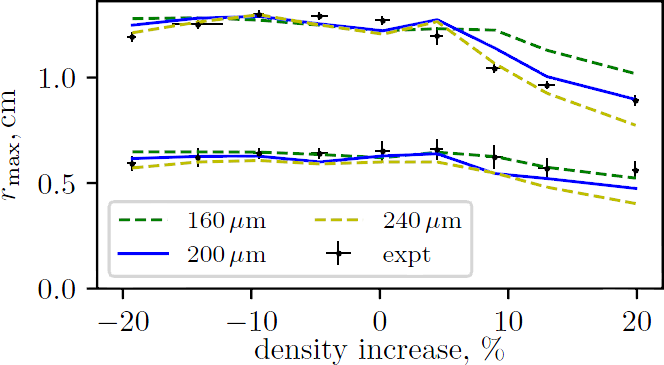 1.0
0.5
0.0
r_max, cm
160 μm
200 μm
240 μm
expt
−20 −10 0 10 20
density increase, %